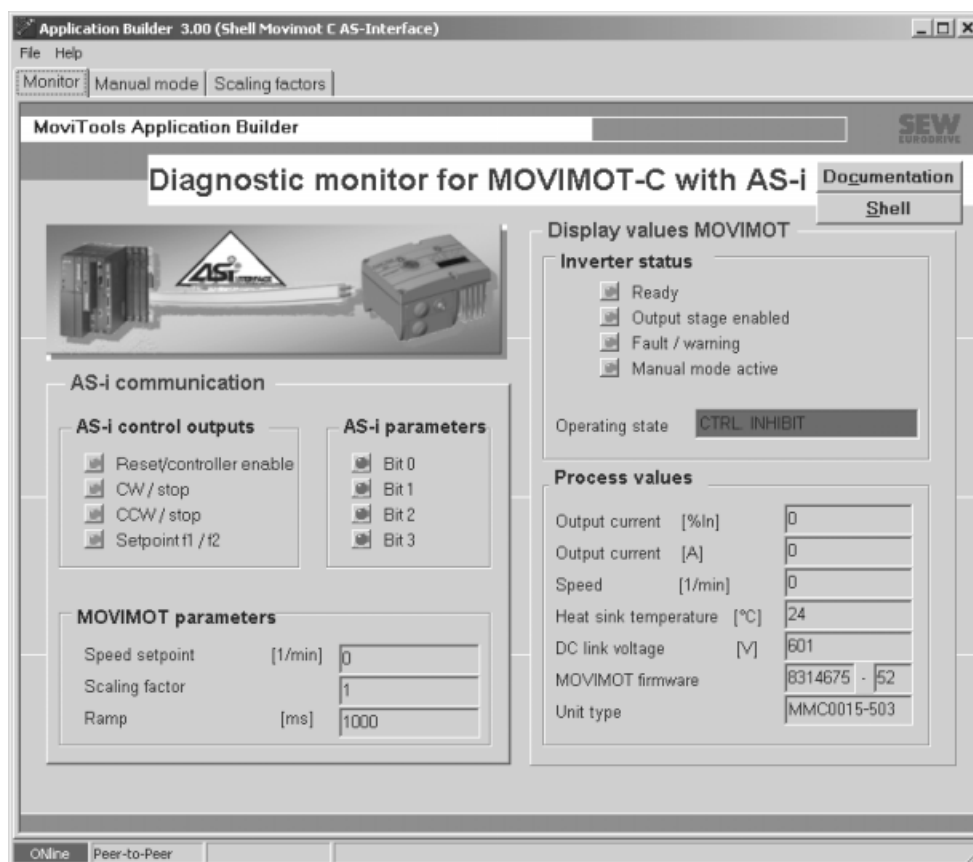 Application Builder 3.00 (Shell Movimot C AS-Interface)
File Help
Monitor Manual mode Scaling factors
MoviTools Application Builder
SEW
EURODRIVE
Diagnostic monitor for MOVIMOT-C with AS-i
Documentation
Shell
ASi INTERFACE
AS-i communication
AS-i control outputs
Reset/controller enable
CW / stop
CCW / stop
Setpoint f1 / f2
AS-i parameters
Bit 0
Bit 1
Bit 2
Bit 3
MOVIMOT parameters
Speed setpoint [1/min] 0
Scaling factor 1
Ramp [ms] 1000
Display values MOVIMOT
Inverter status
Ready
Output stage enabled
Fault / warning
Manual mode active
Operating state CTRL. INHIBIT
Process values
Output current [%In] 0
Output current [A] 0
Speed [1/min] 0
Heat sink temperature [°C] 24
DC link voltage [V] 601
MOVIMOT firmware 8314675 - 52
Unit type MMC0015-503
ONline Peer-to-Peer